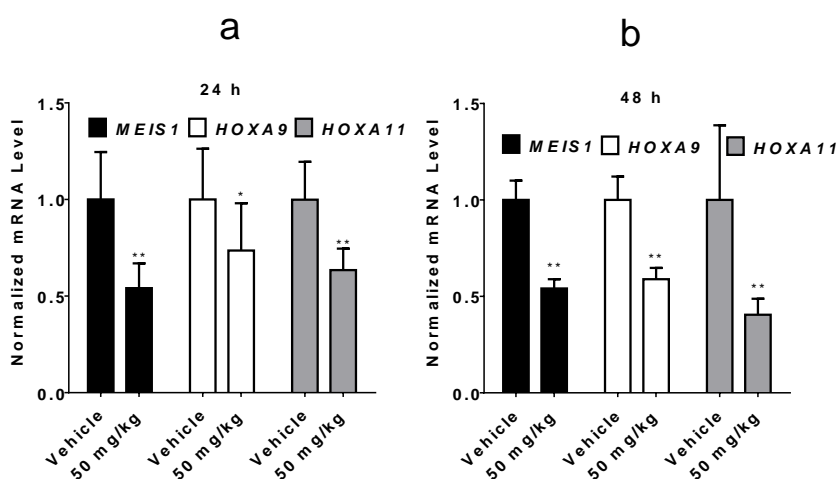 a
24 h
1.5
MEIS1 HOXA9 HOXA11
Normalized mRNA Level
1.0
0.5
0.0
**
*
**
Vehicle
50 mg/kg
Vehicle
50 mg/kg
Vehicle
50 mg/kg
b
48 h
1.5
MEIS1 HOXA9 HOXA11
Normalized mRNA Level
1.0
0.5
0.0
**
**
**
Vehicle
50 mg/kg
Vehicle
50 mg/kg
Vehicle
50 mg/kg